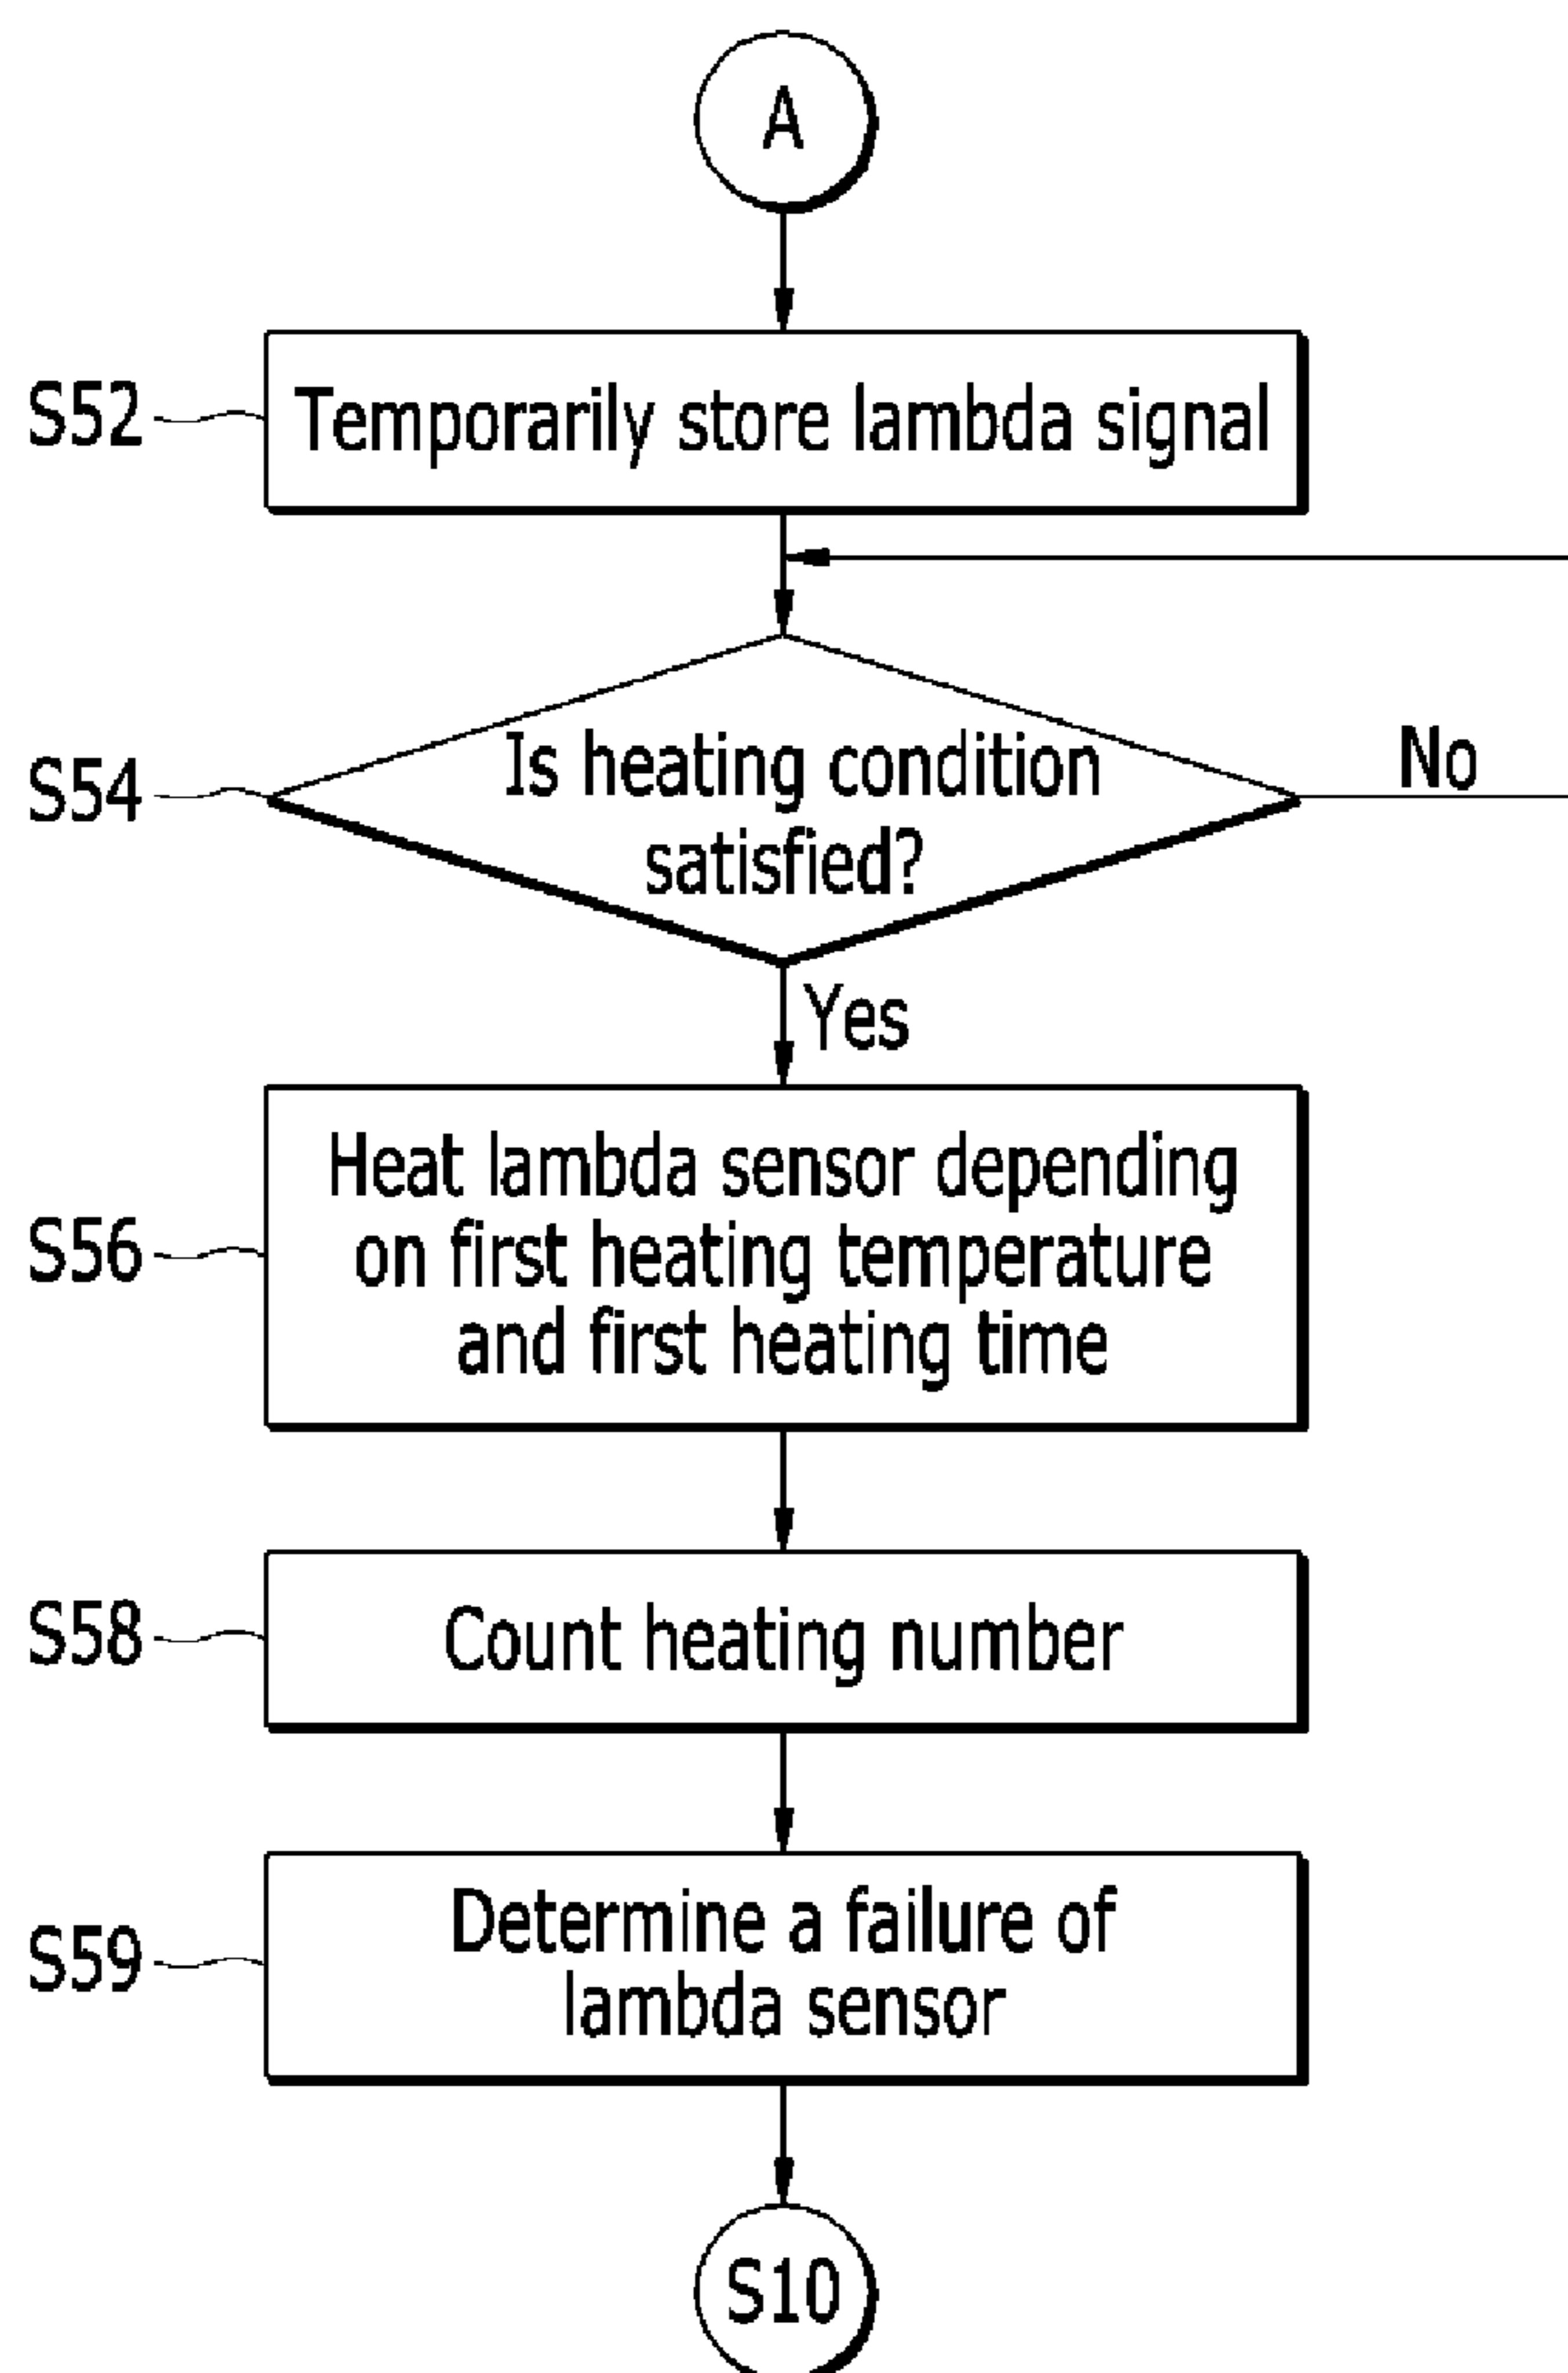 A
S52
Temporarily store lambda signal
S54
Is heating condition
satisfied?
No
Yes
S56
Heat lambda sensor depending
on first heating temperature
and first heating time
S58
Count heating number
S59
Determine a failure of
lambda sensor
S10